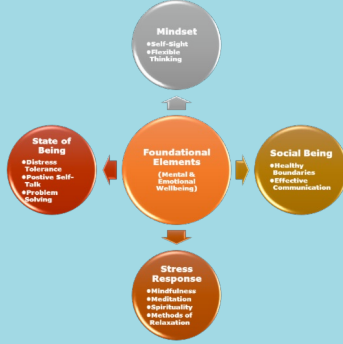 Mindset
•Self-Sight
•Flexible
Thinking
State of
Being
•Distress
Tolerance
•Postive Self-
Talk
•Problem
Solving
Foundational
Elements
(Mental &
Emotional
Wellbeing)
Social Being
•Healthy
Boundaries
•Effective
Communication
Stress
Response
•Mindfulness
•Meditation
•Spirituality
•Methods of
Relaxation